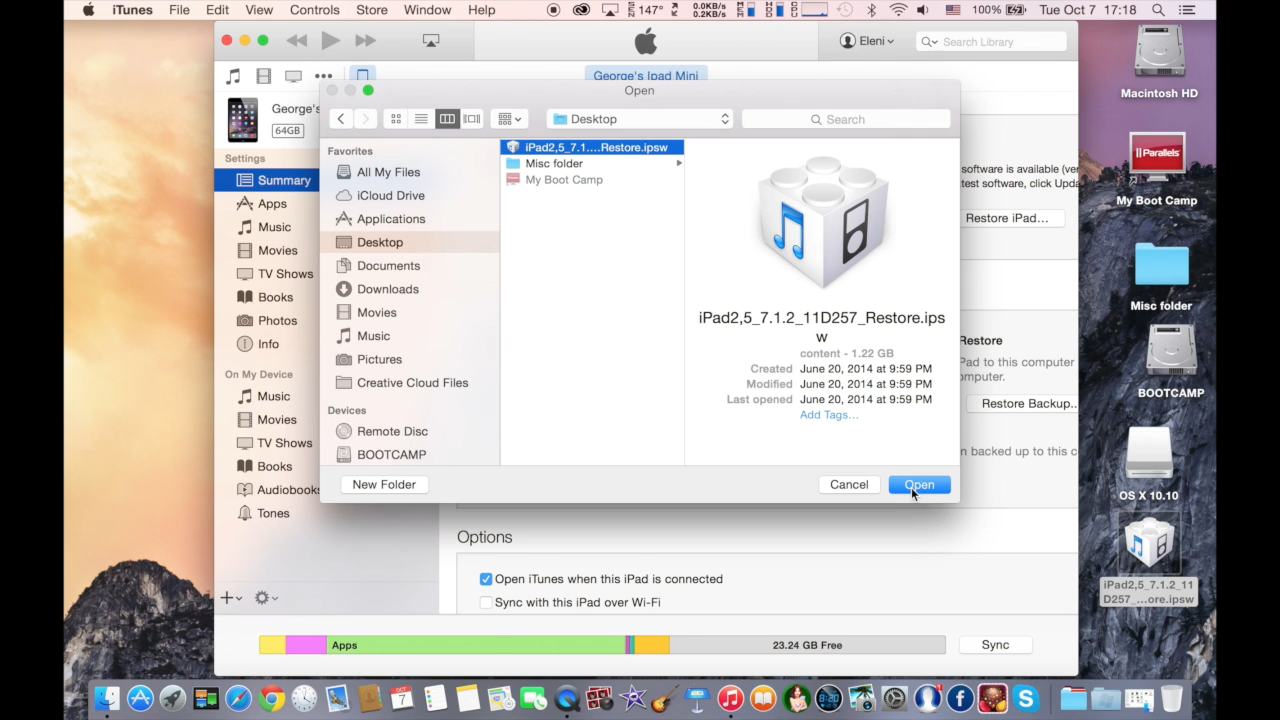 iTunes File Edit View Controls Store Window Help 147° 0.0KB/s 0.2KB/s 100% Tue Oct 7 17:18
Eleni
Search Library
George's Ipad Mini
George's
64GB
Settings
Summary
Apps
Music
Movies
TV Shows
Books
Photos
Info
On My Device
Music
Movies
TV Shows
Books
Audiobooks
Tones
Open
Desktop
Search
Favorites
All My Files
iCloud Drive
Applications
Desktop
Documents
Downloads
Movies
Music
Pictures
Creative Cloud Files
Devices
Remote Disc
BOOTCAMP
iPad2,5_7.1....Restore.ipsw
Misc folder
My Boot Camp
iPad2,5_7.1.2_11D257_Restore.ips
w
content - 1.22 GB
Created June 20, 2014 at 9:59 PM
Modified June 20, 2014 at 9:59 PM
Last opened June 20, 2014 at 9:59 PM
Add Tags...
New Folder
Cancel
Open
software is available (ver
test software, click Upda
Restore iPad...
Restore
Pad to this computer
omputer.
Restore Backup..
n backed up to this c
Options
Open iTunes when this iPad is connected
Sync with this iPad over Wi-Fi
Apps
23.24 GB Free
Sync
Macintosh HD
Parallels
My Boot Camp
Misc folder
BOOTCAMP
OS X 10.10
iPad2,5_7.1.2_11
D257_...ore.ipsw